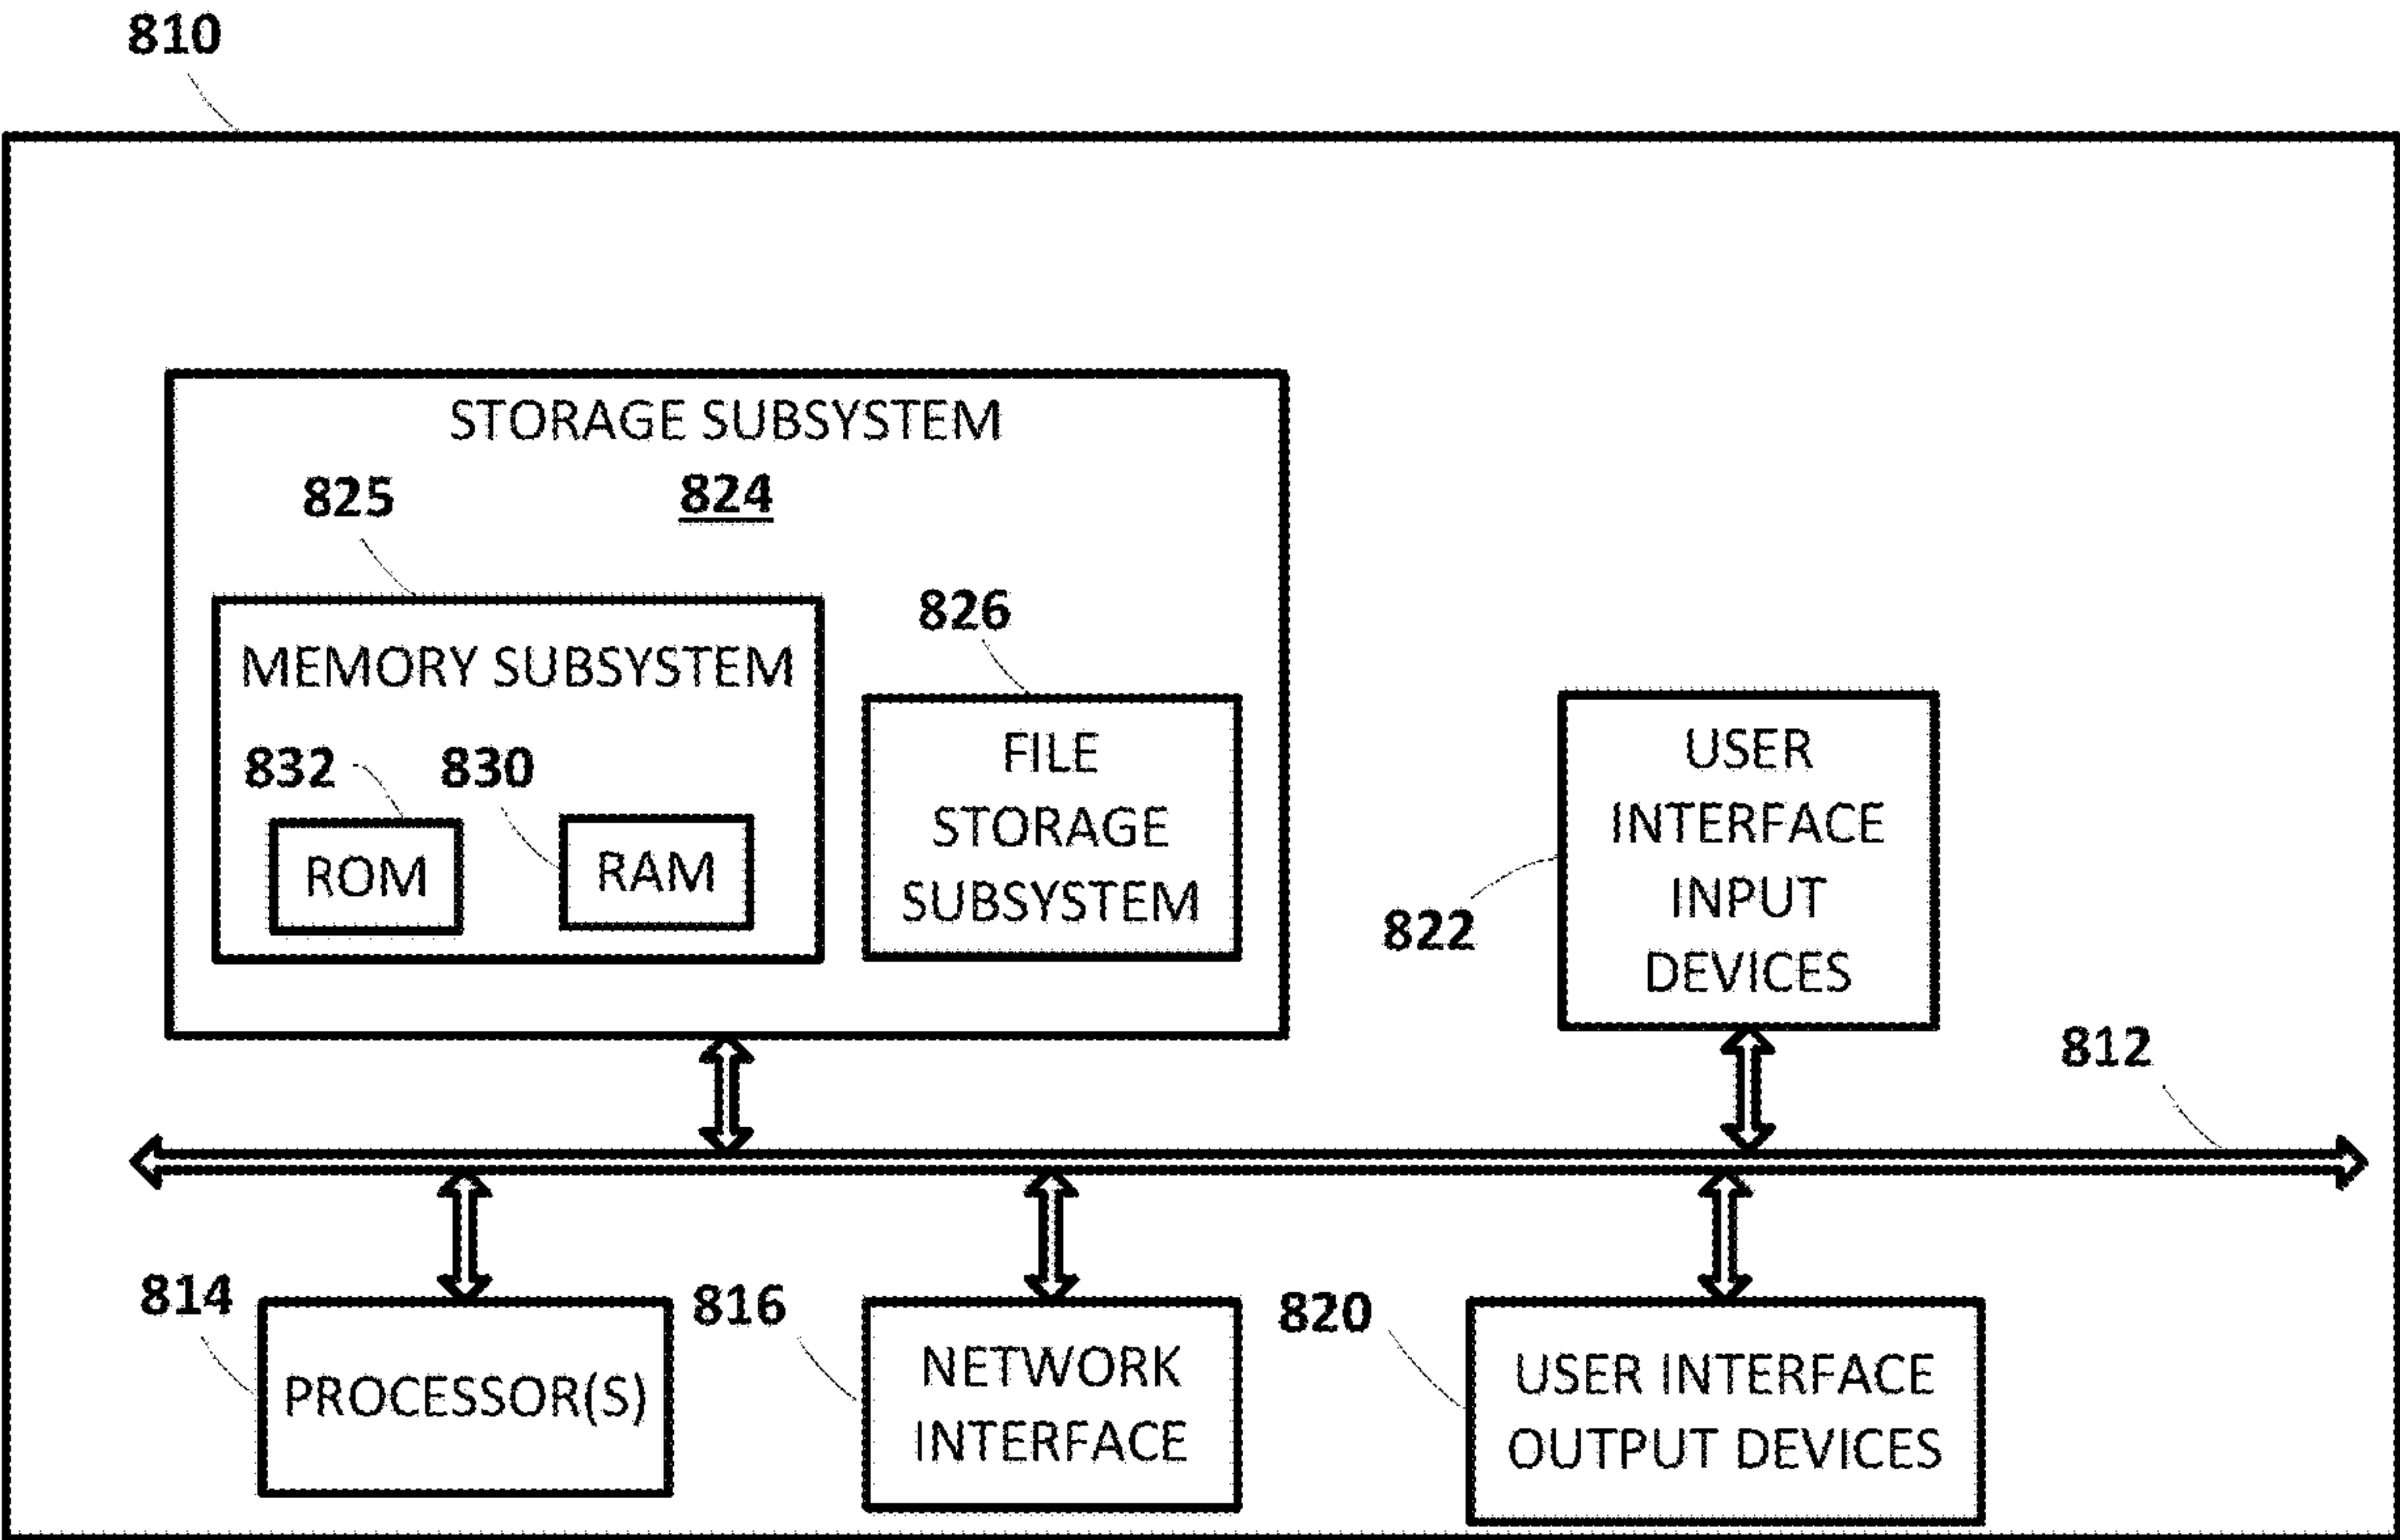 810
STORAGE SUBSYSTEM
825
824
826
MEMORY SUBSYSTEM
832
830
ROM
RAM
FILE
STORAGE
SUBSYSTEM
USER
INTERFACE
INPUT
DEVICES
822
812
814
816
820
PROCESSOR(S)
NETWORK
INTERFACE
USER INTERFACE
OUTPUT DEVICES